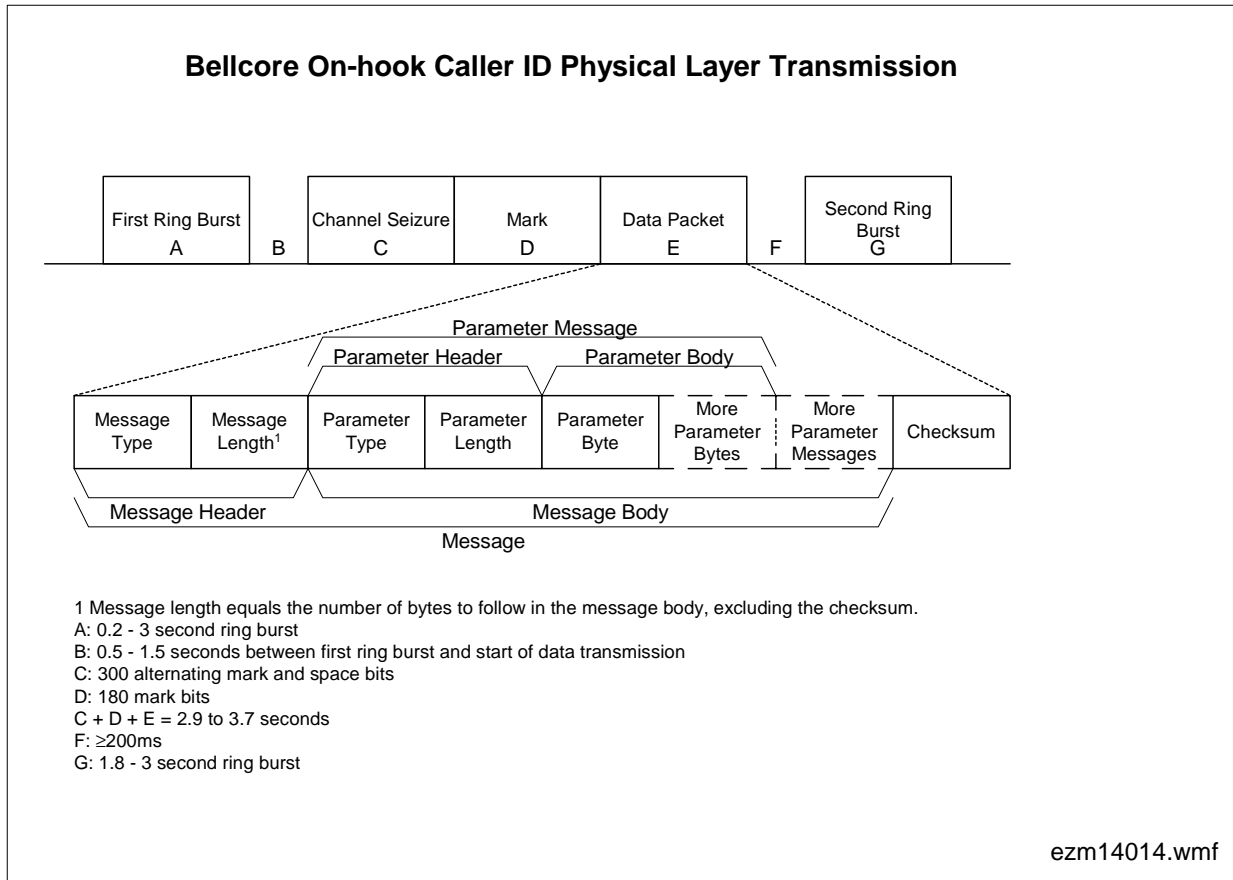 Bellcore On-hook Caller ID Physical Layer Transmission
First Ring Burst
A
B
Channel Seizure
C
Mark
D
Data Packet
E
F
Second Ring
Burst
G
Parameter Message
Parameter Header
Parameter Body
Message
Type
Message
Length1
Parameter
Type
Parameter
Length
Parameter
Byte
More
Parameter
Bytes
More
Parameter
Messages
Checksum
Message Header
Message Body
Message
1 Message length equals the number of bytes to follow in the message body, excluding the checksum.
A: 0.2 - 3 second ring burst
B: 0.5 - 1.5 seconds between first ring burst and start of data transmission
C: 300 alternating mark and space bits
D: 180 mark bits
C + D + E = 2.9 to 3.7 seconds
F: ≥200ms
G: 1.8 - 3 second ring burst
ezm14014.wmf